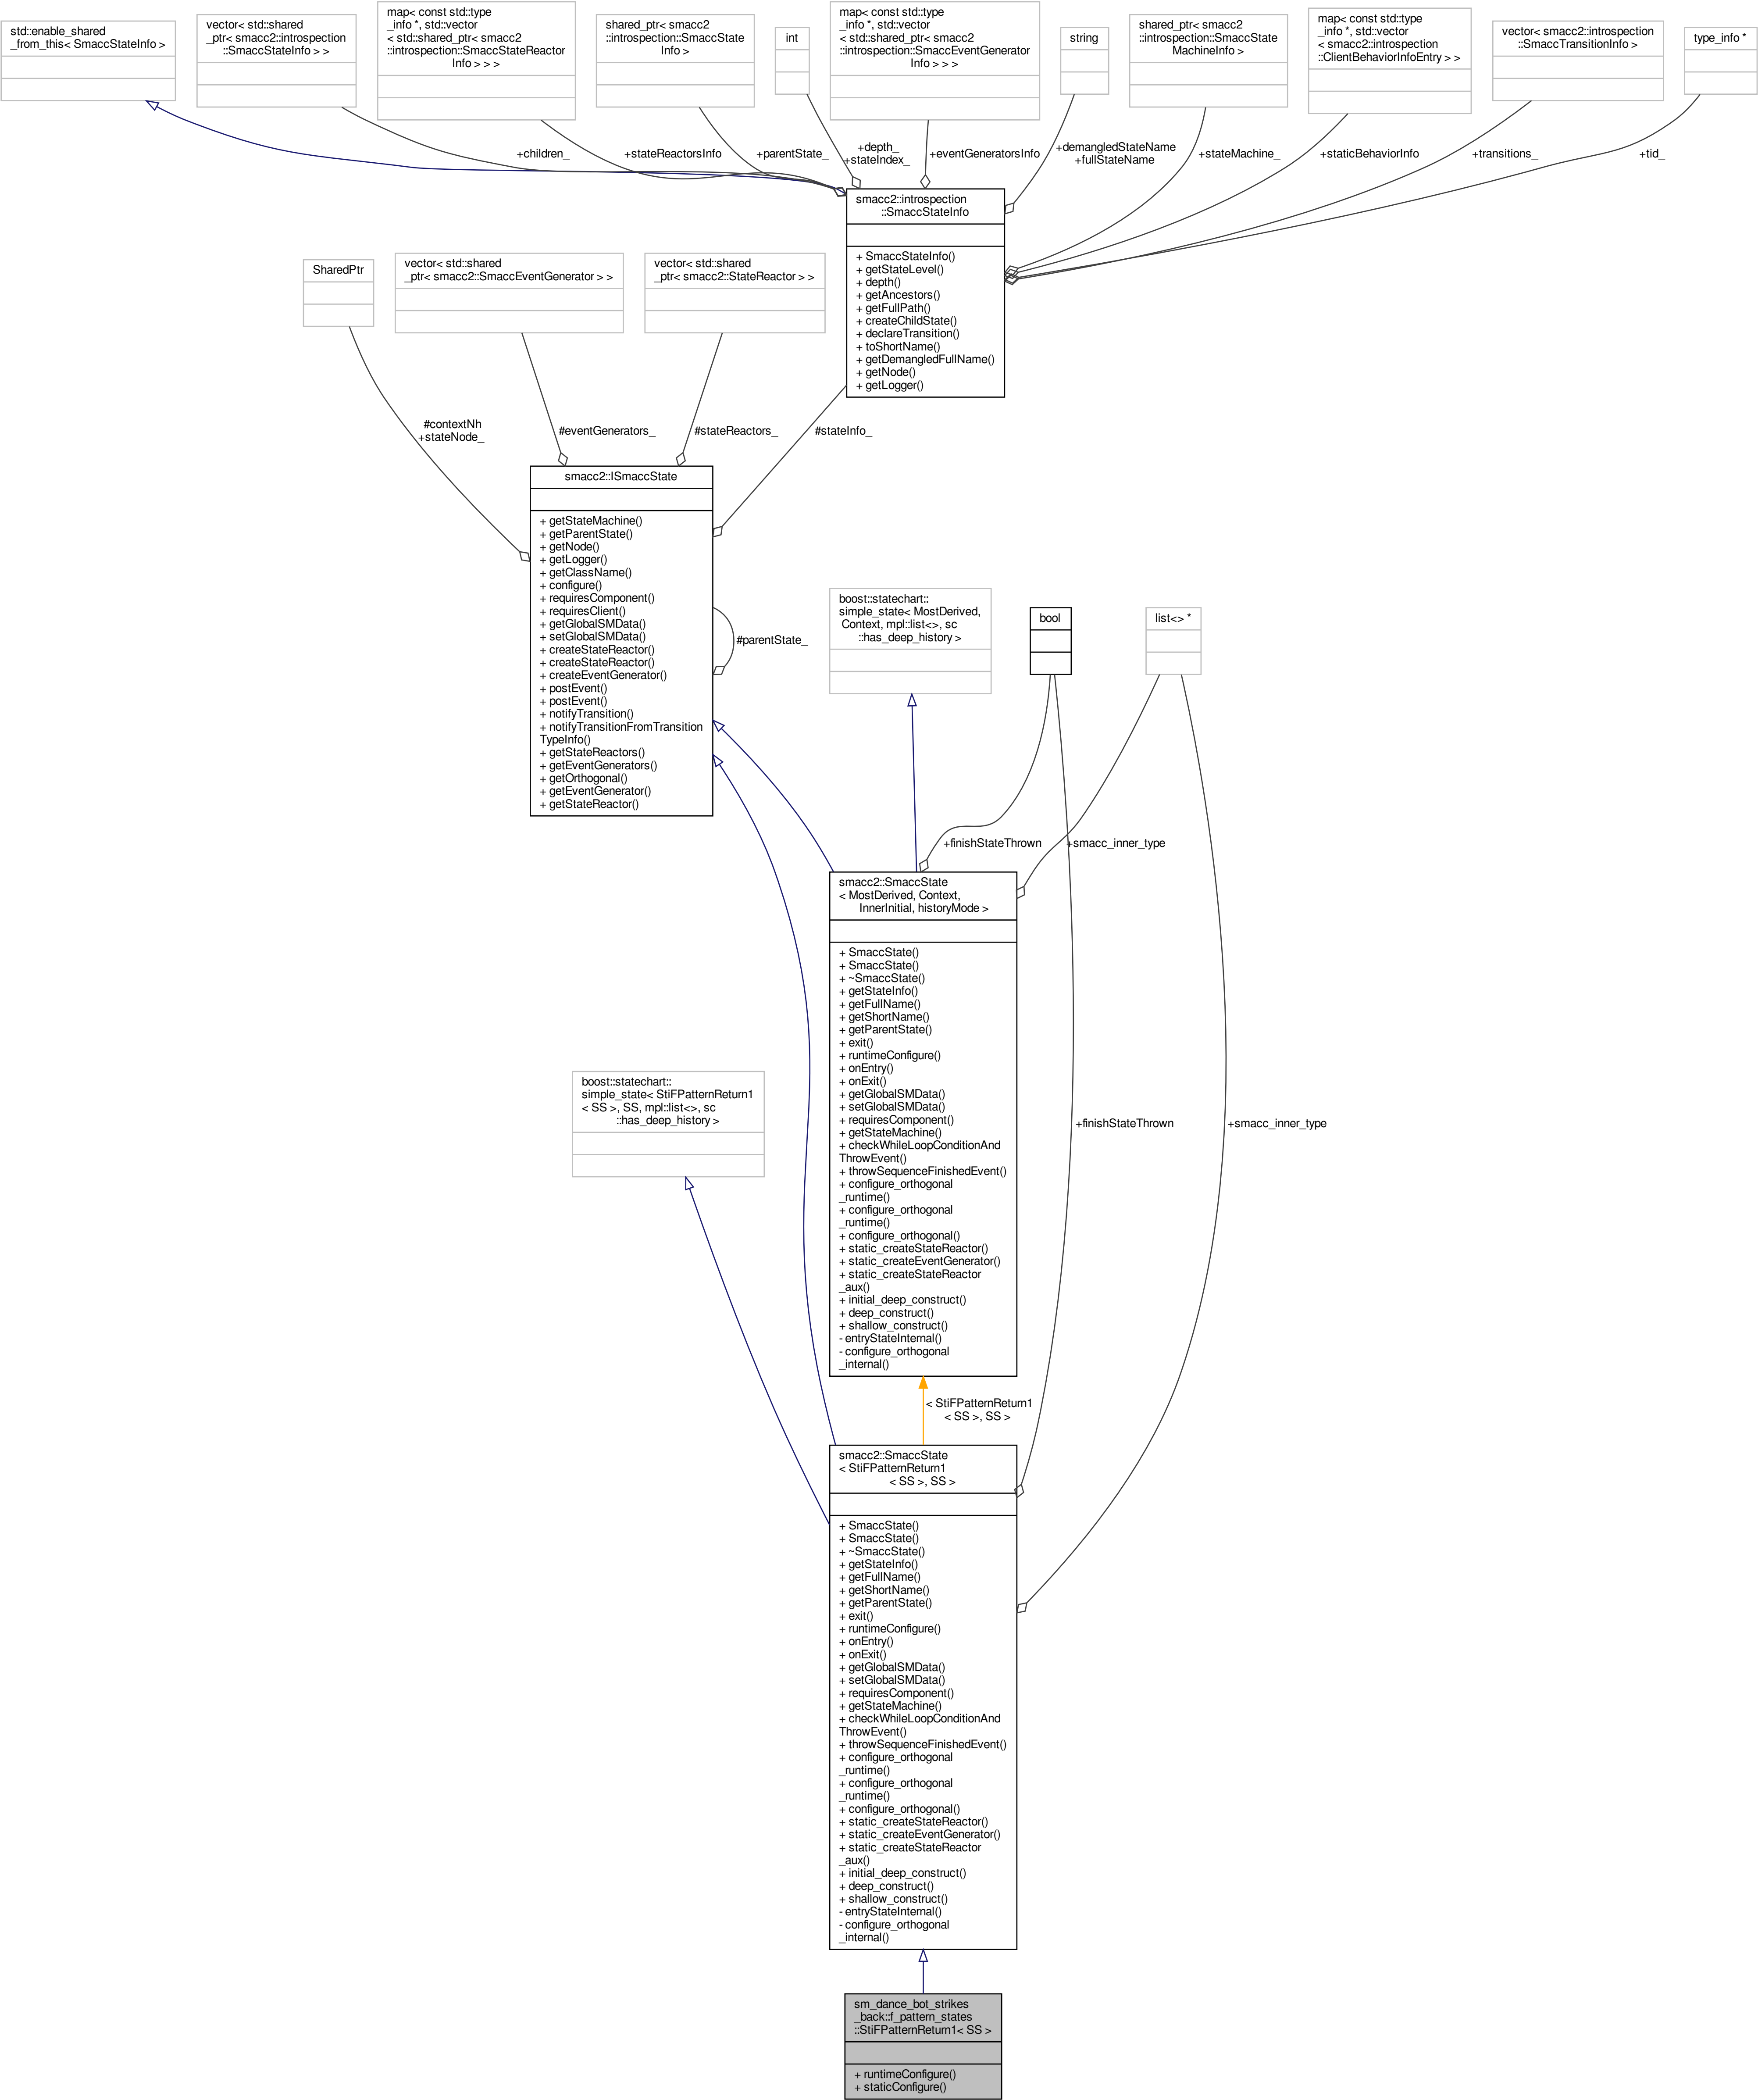 std::enable_shared
_from_this< SmaccStateInfo >
vector< std::shared
_ptr< smacc2::introspection
::SmaccStateInfo > >
map< const std::type
_info *, std::vector
< std::shared_ptr< smacc2
::introspection::SmaccStateReactor
Info > > >
shared_ptr< smacc2
::introspection::SmaccState
Info >
int
map< const std::type
_info *, std::vector
< std::shared_ptr< smacc2
::introspection::SmaccEventGenerator
Info > > >
string
shared_ptr< smacc2
::introspection::SmaccState
MachineInfo >
map< const std::type
_info *, std::vector
< smacc2::introspection
::ClientBehaviorInfoEntry > >
vector< smacc2::introspection
::SmaccTransitionInfo >
type_info *
+children_
+stateReactorsInfo
+parentState_
+depth_
+stateIndex_
+eventGeneratorsInfo
+demangledStateName
+fullStateName
+stateMachine_
+staticBehaviorInfo
+transitions_
+tid_
smacc2::introspection
::SmaccStateInfo
+ SmaccStateInfo()
+ getStateLevel()
+ depth()
+ getAncestors()
+ getFullPath()
+ createChildState()
+ declareTransition()
+ toShortName()
+ getDemangledFullName()
+ getNode()
+ getLogger()
SharedPtr
vector< std::shared
_ptr< smacc2::SmaccEventGenerator > >
vector< std::shared
_ptr< smacc2::StateReactor > >
#contextNh
+stateNode_
#eventGenerators_
#stateReactors_
#stateInfo_
smacc2::ISmaccState
+ getStateMachine()
+ getParentState()
+ getNode()
+ getLogger()
+ getClassName()
+ configure()
+ requiresComponent()
+ requiresClient()
+ getGlobalSMData()
+ setGlobalSMData()
+ createStateReactor()
+ createStateReactor()
+ createEventGenerator()
+ postEvent()
+ postEvent()
+ notifyTransition()
+ notifyTransitionFromTransition
TypeInfo()
+ getStateReactors()
+ getEventGenerators()
+ getOrthogonal()
+ getEventGenerator()
+ getStateReactor()
#parentState_
boost::statechart::
simple_state< MostDerived,
Context, mpl::list<>, sc
::has_deep_history >
bool
list<> *
+finishStateThrown
+smacc_inner_type
smacc2::SmaccState
< MostDerived, Context,
InnerInitial, historyMode >
+ SmaccState()
+ SmaccState()
+ ~SmaccState()
+ getStateInfo()
+ getFullName()
+ getShortName()
+ getParentState()
+ exit()
+ runtimeConfigure()
+ onEntry()
+ onExit()
+ getGlobalSMData()
+ setGlobalSMData()
+ requiresComponent()
+ getStateMachine()
+ checkWhileLoopConditionAnd
ThrowEvent()
+ throwSequenceFinishedEvent()
+ configure_orthogonal
_runtime()
+ configure_orthogonal
_runtime()
+ configure_orthogonal()
+ static_createStateReactor()
+ static_createEventGenerator()
+ static_createStateReactor
_aux()
+ initial_deep_construct()
+ deep_construct()
+ shallow_construct()
- entryStateInternal()
- configure_orthogonal
_internal()
boost::statechart::
simple_state< StiFPatternReturn1
< SS >, SS, mpl::list<>, sc
::has_deep_history >
+finishStateThrown
+smacc_inner_type
< StiFPatternReturn1
< SS >, SS >
smacc2::SmaccState
< StiFPatternReturn1
< SS >, SS >
+ SmaccState()
+ SmaccState()
+ ~SmaccState()
+ getStateInfo()
+ getFullName()
+ getShortName()
+ getParentState()
+ exit()
+ runtimeConfigure()
+ onEntry()
+ onExit()
+ getGlobalSMData()
+ setGlobalSMData()
+ requiresComponent()
+ getStateMachine()
+ checkWhileLoopConditionAnd
ThrowEvent()
+ throwSequenceFinishedEvent()
+ configure_orthogonal
_runtime()
+ configure_orthogonal
_runtime()
+ configure_orthogonal()
+ static_createStateReactor()
+ static_createEventGenerator()
+ static_createStateReactor
_aux()
+ initial_deep_construct()
+ deep_construct()
+ shallow_construct()
- entryStateInternal()
- configure_orthogonal
_internal()
sm_dance_bot_strikes
_back::f_pattern_states
::StiFPatternReturn1< SS >
+ runtimeConfigure()
+ staticConfigure()